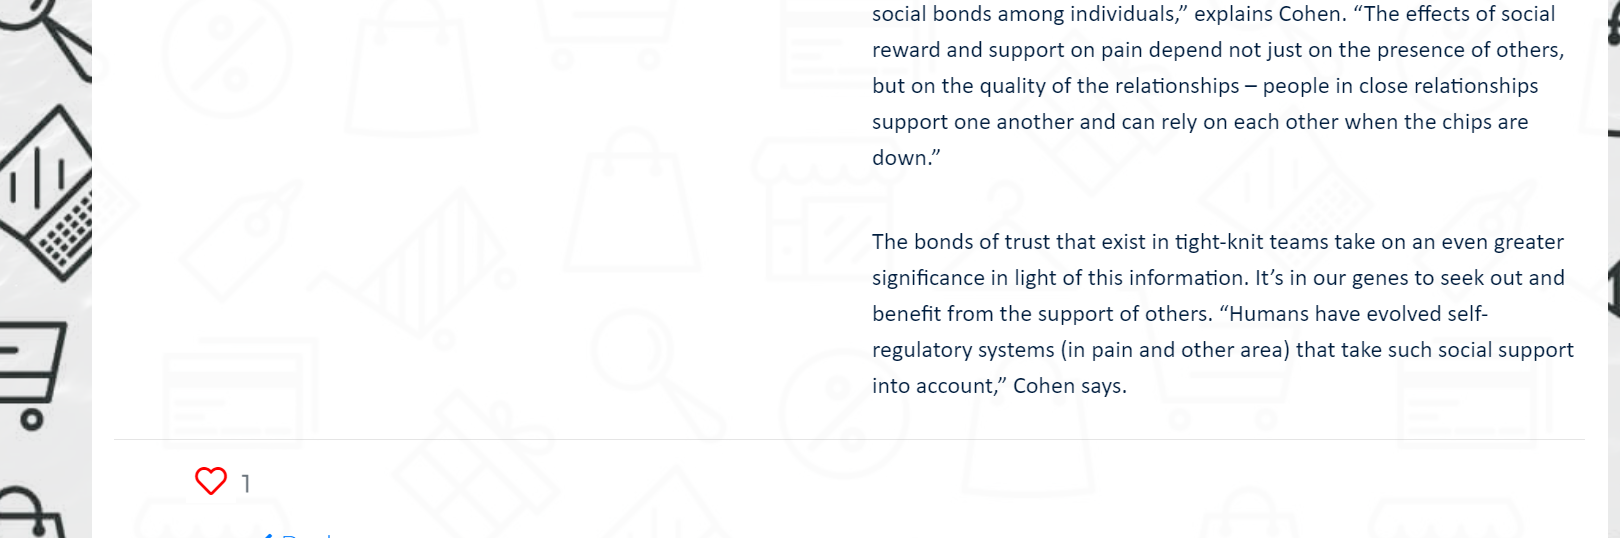 social bonds among individuals,” explains Cohen. “The effects of social
reward and support on pain depend not just on the presence of others,
but on the quality of the relationships – people in close relationships
support one another and can rely on each other when the chips are
down.”
The bonds of trust that exist in tight-knit teams take on an even greater
significance in light of this information. It’s in our genes to seek out and
benefit from the support of others. “Humans have evolved self-
regulatory systems (in pain and other area) that take such social support
into account,” Cohen says.
1